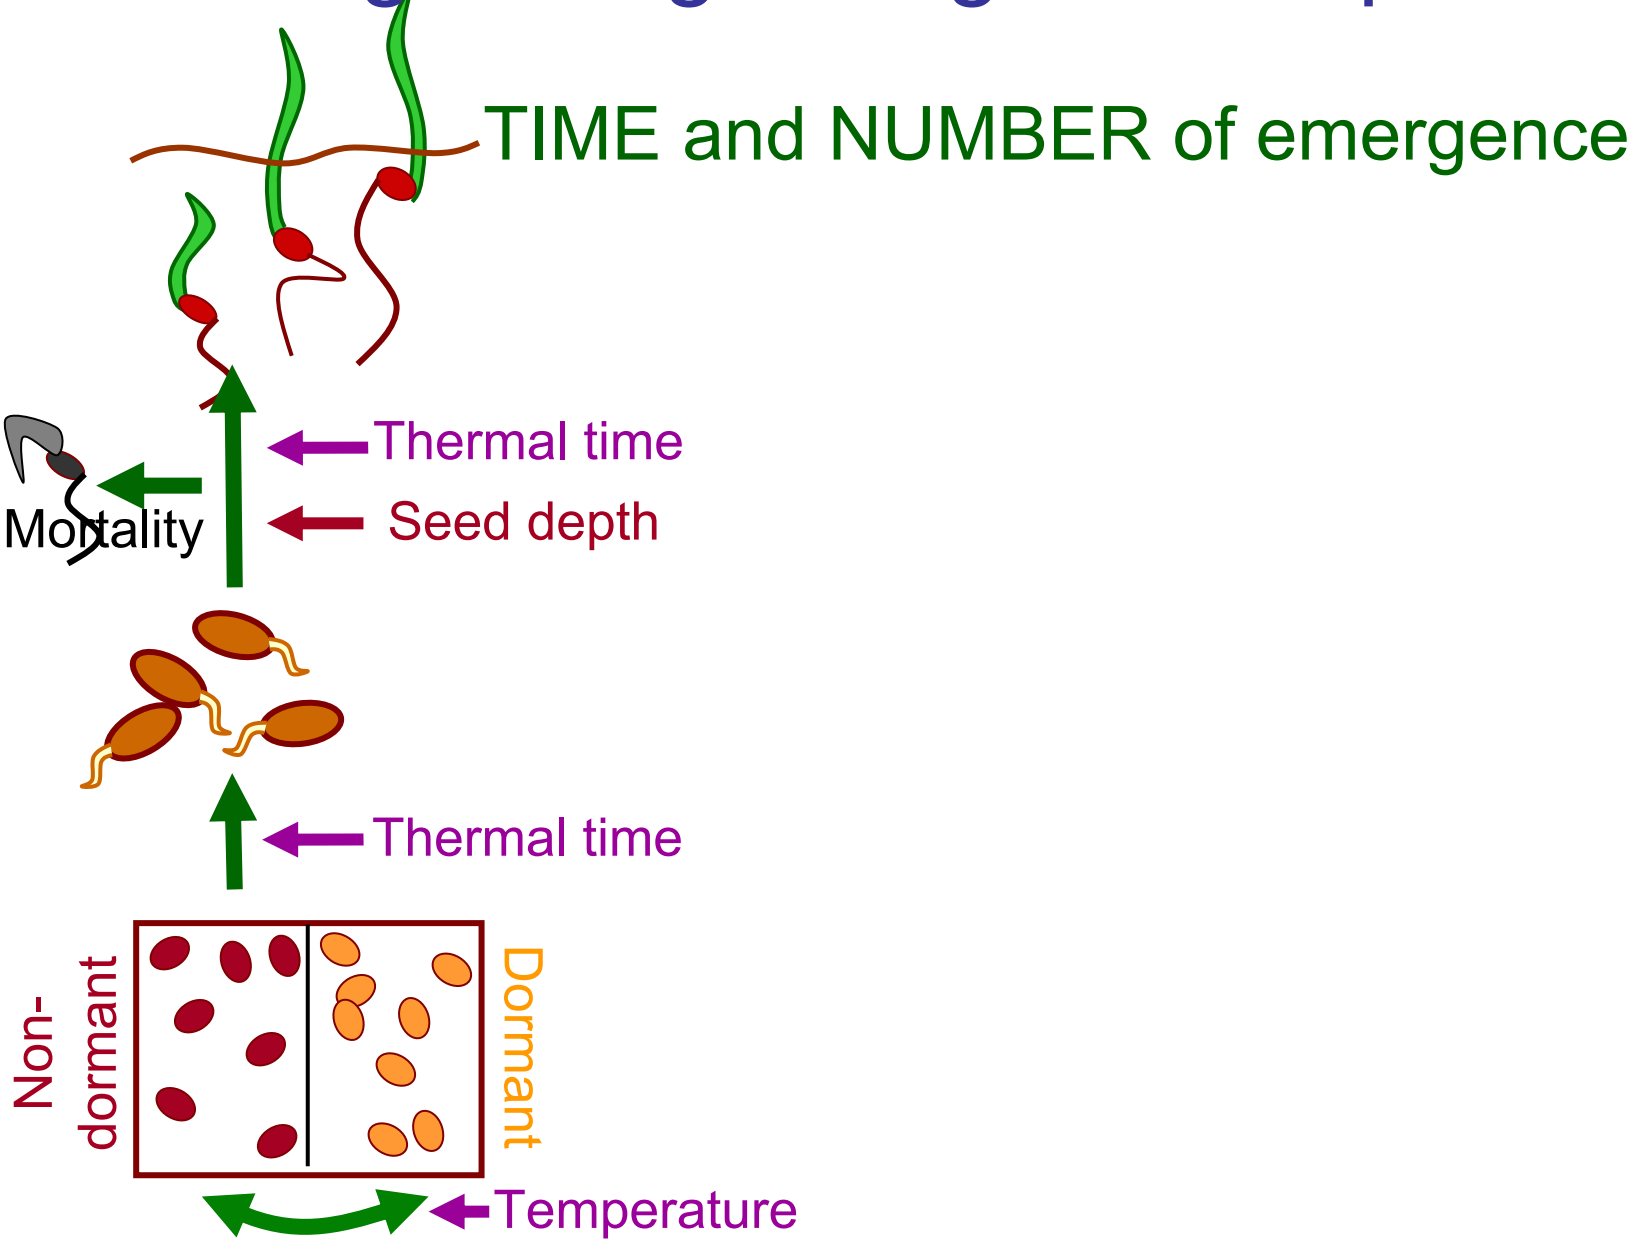 TIME and NUMBER of emergence
Thermal time
Seed depth
Mortality
Thermal time
Non-
dormant
Dormant
Temperature